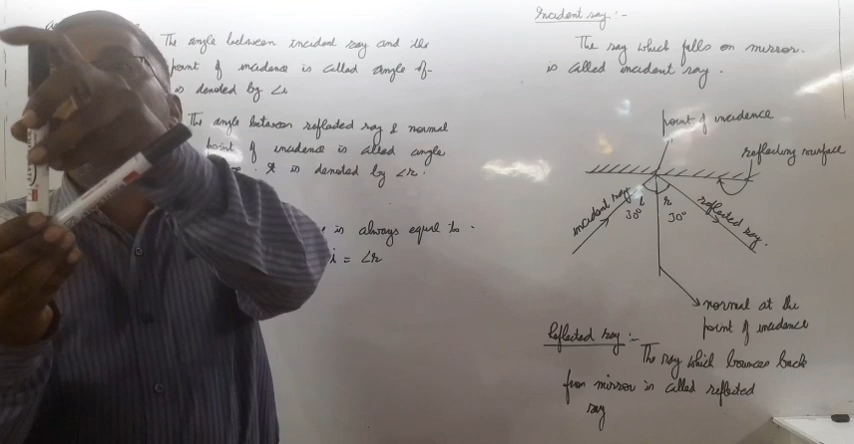 The angle between incident ray and the
point of incidence is called angle of
is denoted by ∠i
The angle between reflected ray & normal
point of incidence is called angle
It is denoted by ∠r.
is always equal to
i = ∠r
Incident ray :-
The ray which falls on mirror.
is called incident ray.
point of incidence
reflecting surface
incident ray
i
r
30°
30°
reflected ray.
normal at the
point of incidence
Reflected ray :-
The ray which bounces back
from mirror is called reflected
ray